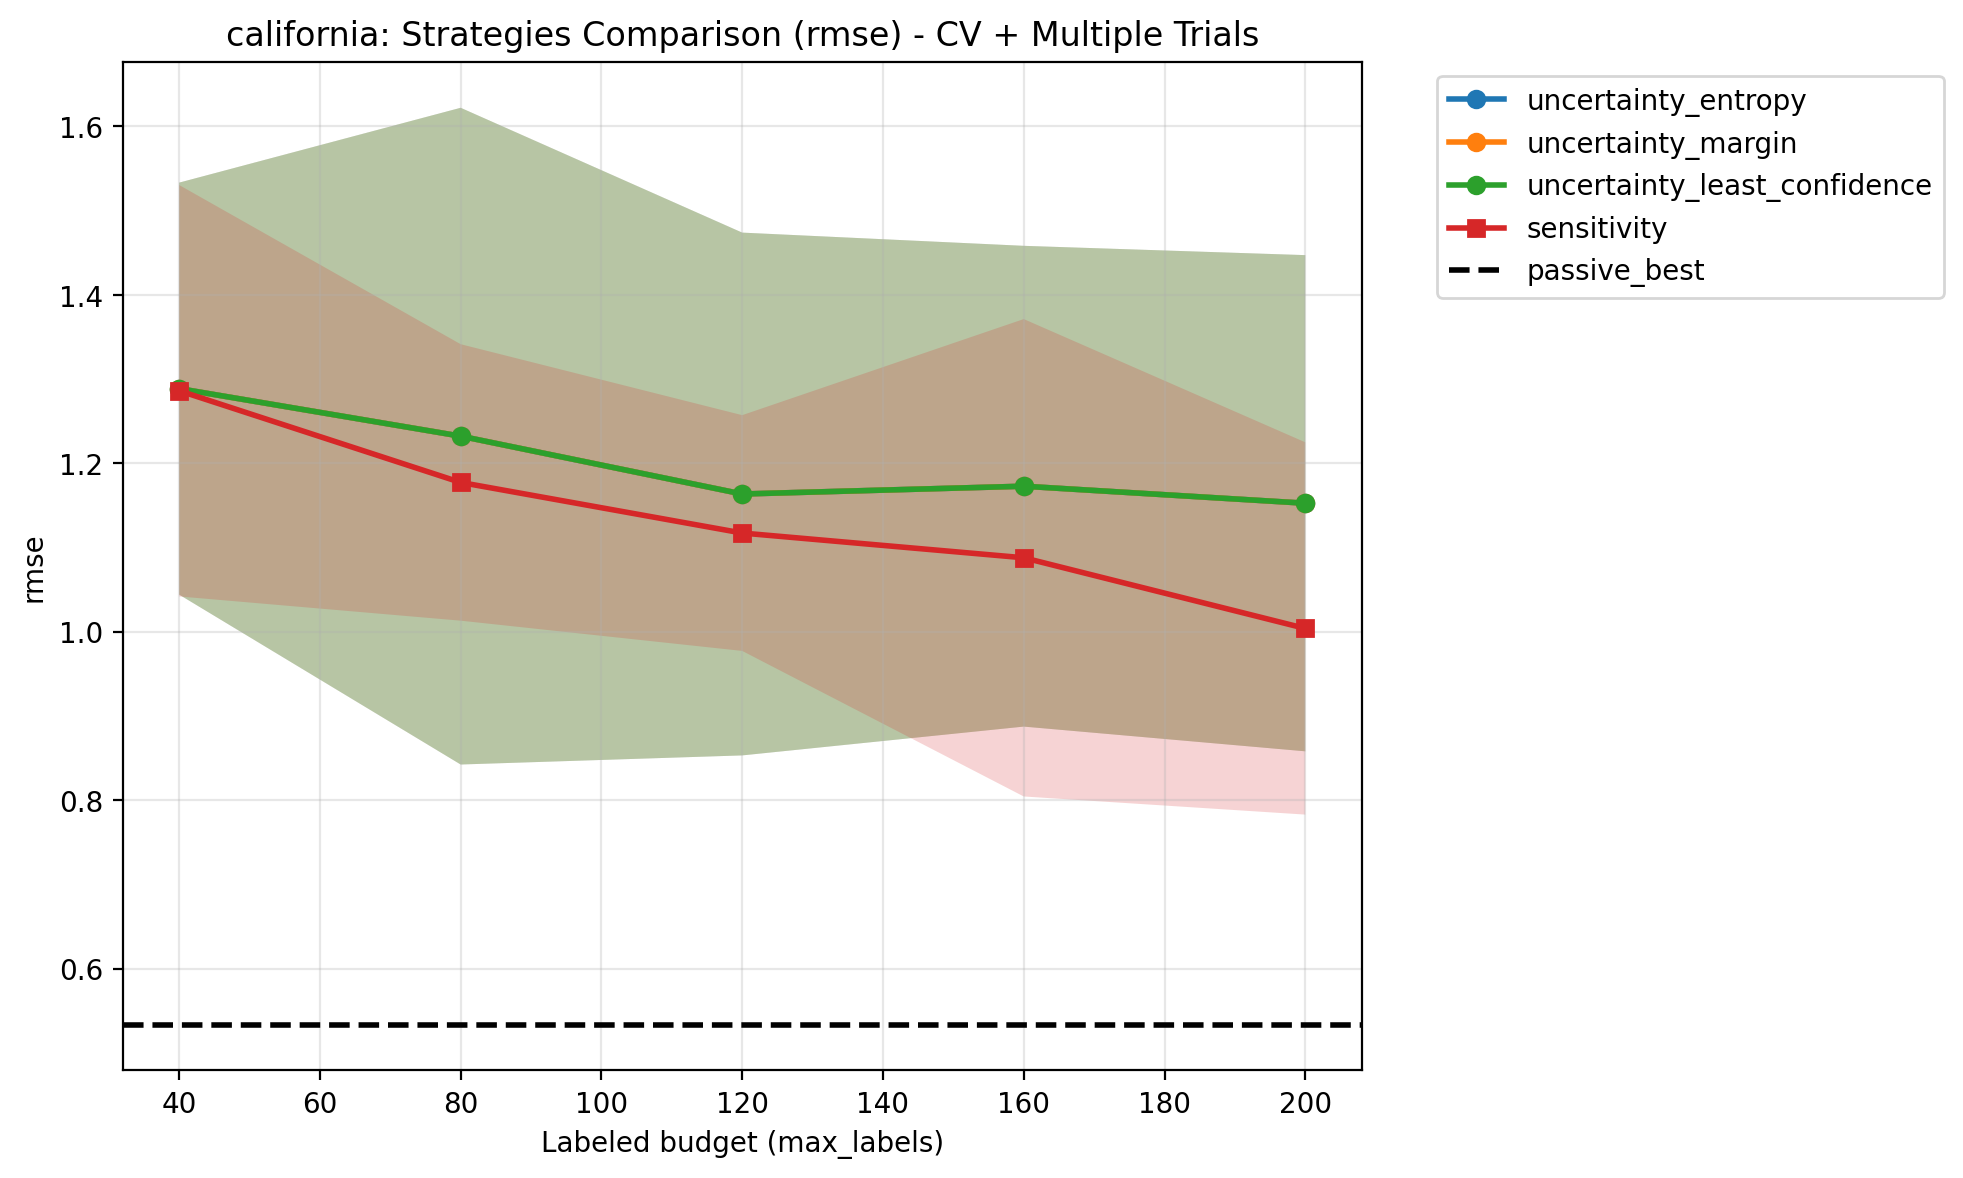 california: Strategies Comparison (rmse) - CV + Multiple Trials
uncertainty_entropy
uncertainty_margin
uncertainty_least_confidence
sensitivity
passive_best
rmse
1.6
1.4
1.2
1.0
0.8
0.6
40 60 80 100 120 140 160 180 200
Labeled budget (max_labels)